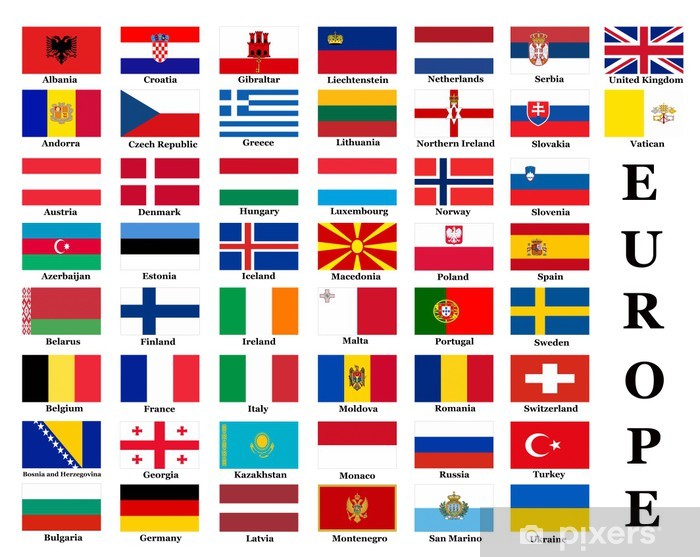 Albania
Croatia
Gibraltar
Liechtenstein
Netherlands
Serbia
United Kingdom
Andorra
Czech Republic
Greece
Lithuania
Northern Ireland
Slovakia
Vatican
Austria
Denmark
Hungary
Luxembourg
Norway
Slovenia
Azerbaijan
Estonia
Iceland
Macedonia
Poland
Spain
Belarus
Finland
Ireland
Malta
Portugal
Sweden
Belgium
France
Italy
Moldova
Romania
Switzerland
Bosnia and Herzegovina
Georgia
Kazakhstan
Monaco
Russia
Turkey
Bulgaria
Germany
Latvia
Montenegro
San Marino
Ukraine
EUROPE
pixers